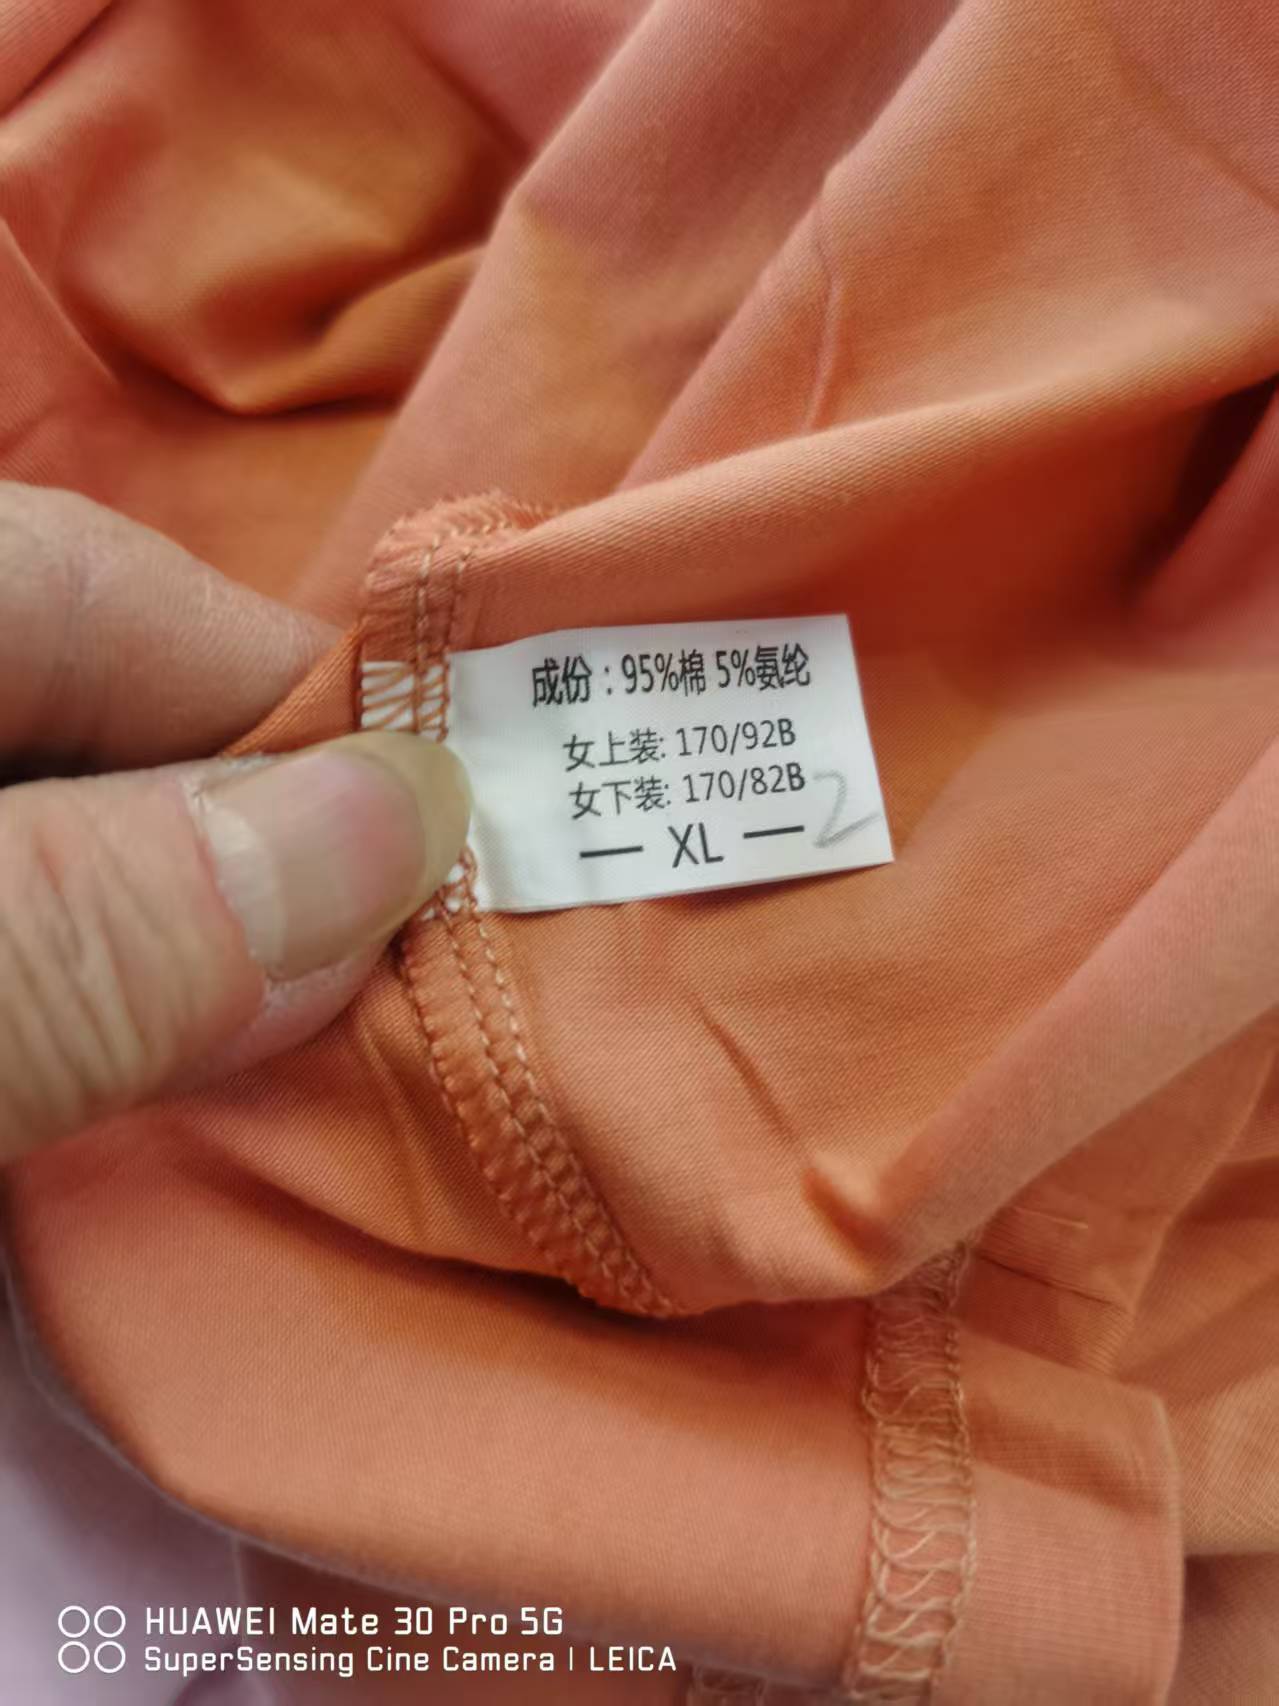 成份：95%棉 5%氨纶
女上装: 170/92B
女下装: 170/82B
— XL —
2
HUAWEI Mate 30 Pro 5G
SuperSensing Cine Camera | LEICA